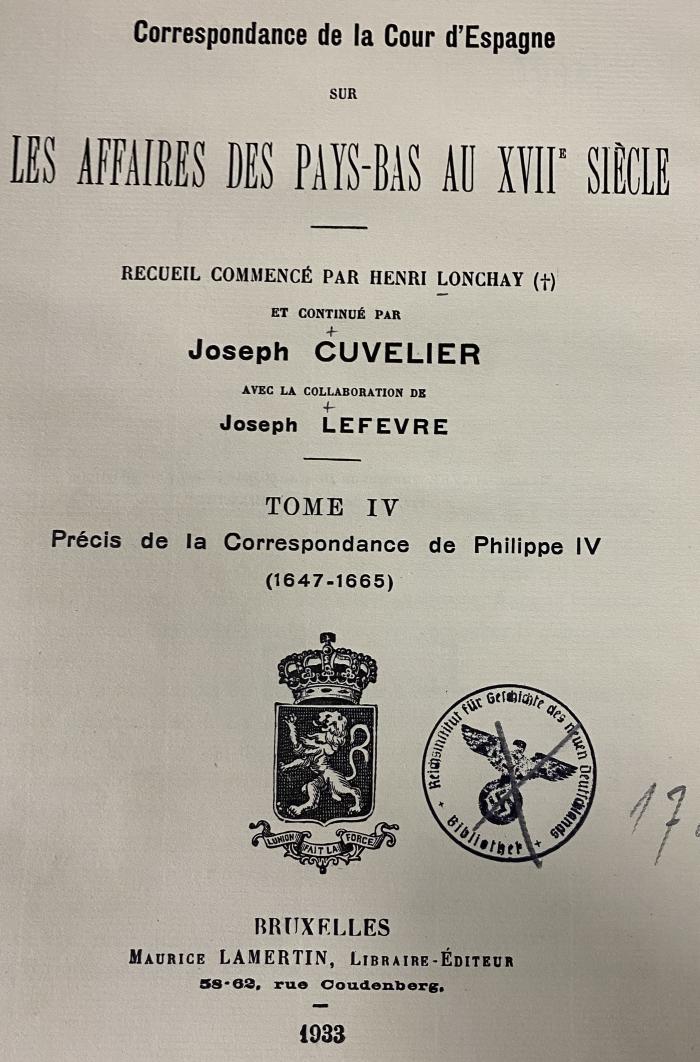 Correspondance de la Cour d'Espagne
SUR
LES AFFAIRES DES PAYS-BAS AU XVIIE SIÈCLE
RECUEIL COMMENCÉ PAR HENRI LONCHAY (†)
ET CONTINUÉ PAR
Joseph CUVELIER
AVEC LA COLLABORATION DE
Joseph LEFEVRE
TOME IV
Précis de la Correspondance de Philippe IV
(1647-1665)
L'UNION FAIT LA FORCE
Reichsinstitut für Geschichte des neuen Deutschlands
+ Bibliothek +
17.
BRUXELLES
MAURICE LAMERTIN, LIBRAIRE-ÉDITEUR
58-62, rue Coudenberg.
1933